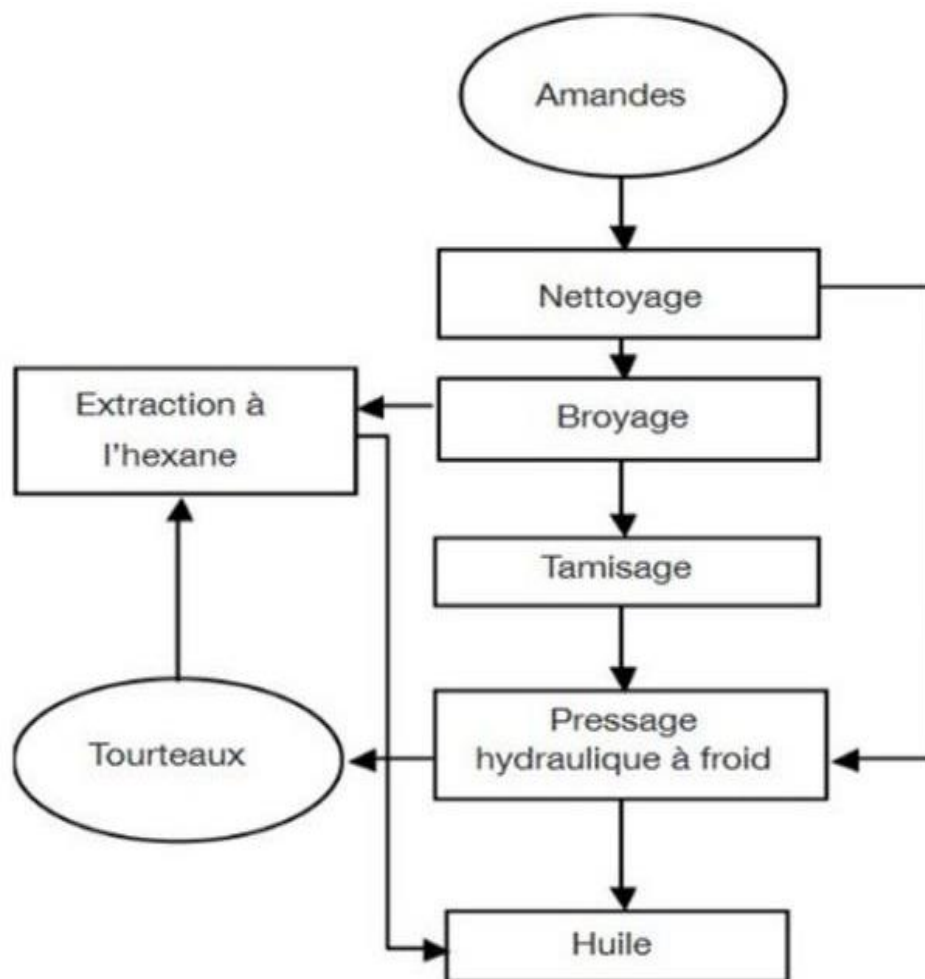 Amandes
Nettoyage
Extraction à
l'hexane
Broyage
Tamisage
Pressage
hydraulique à froid
Tourteaux
Huile